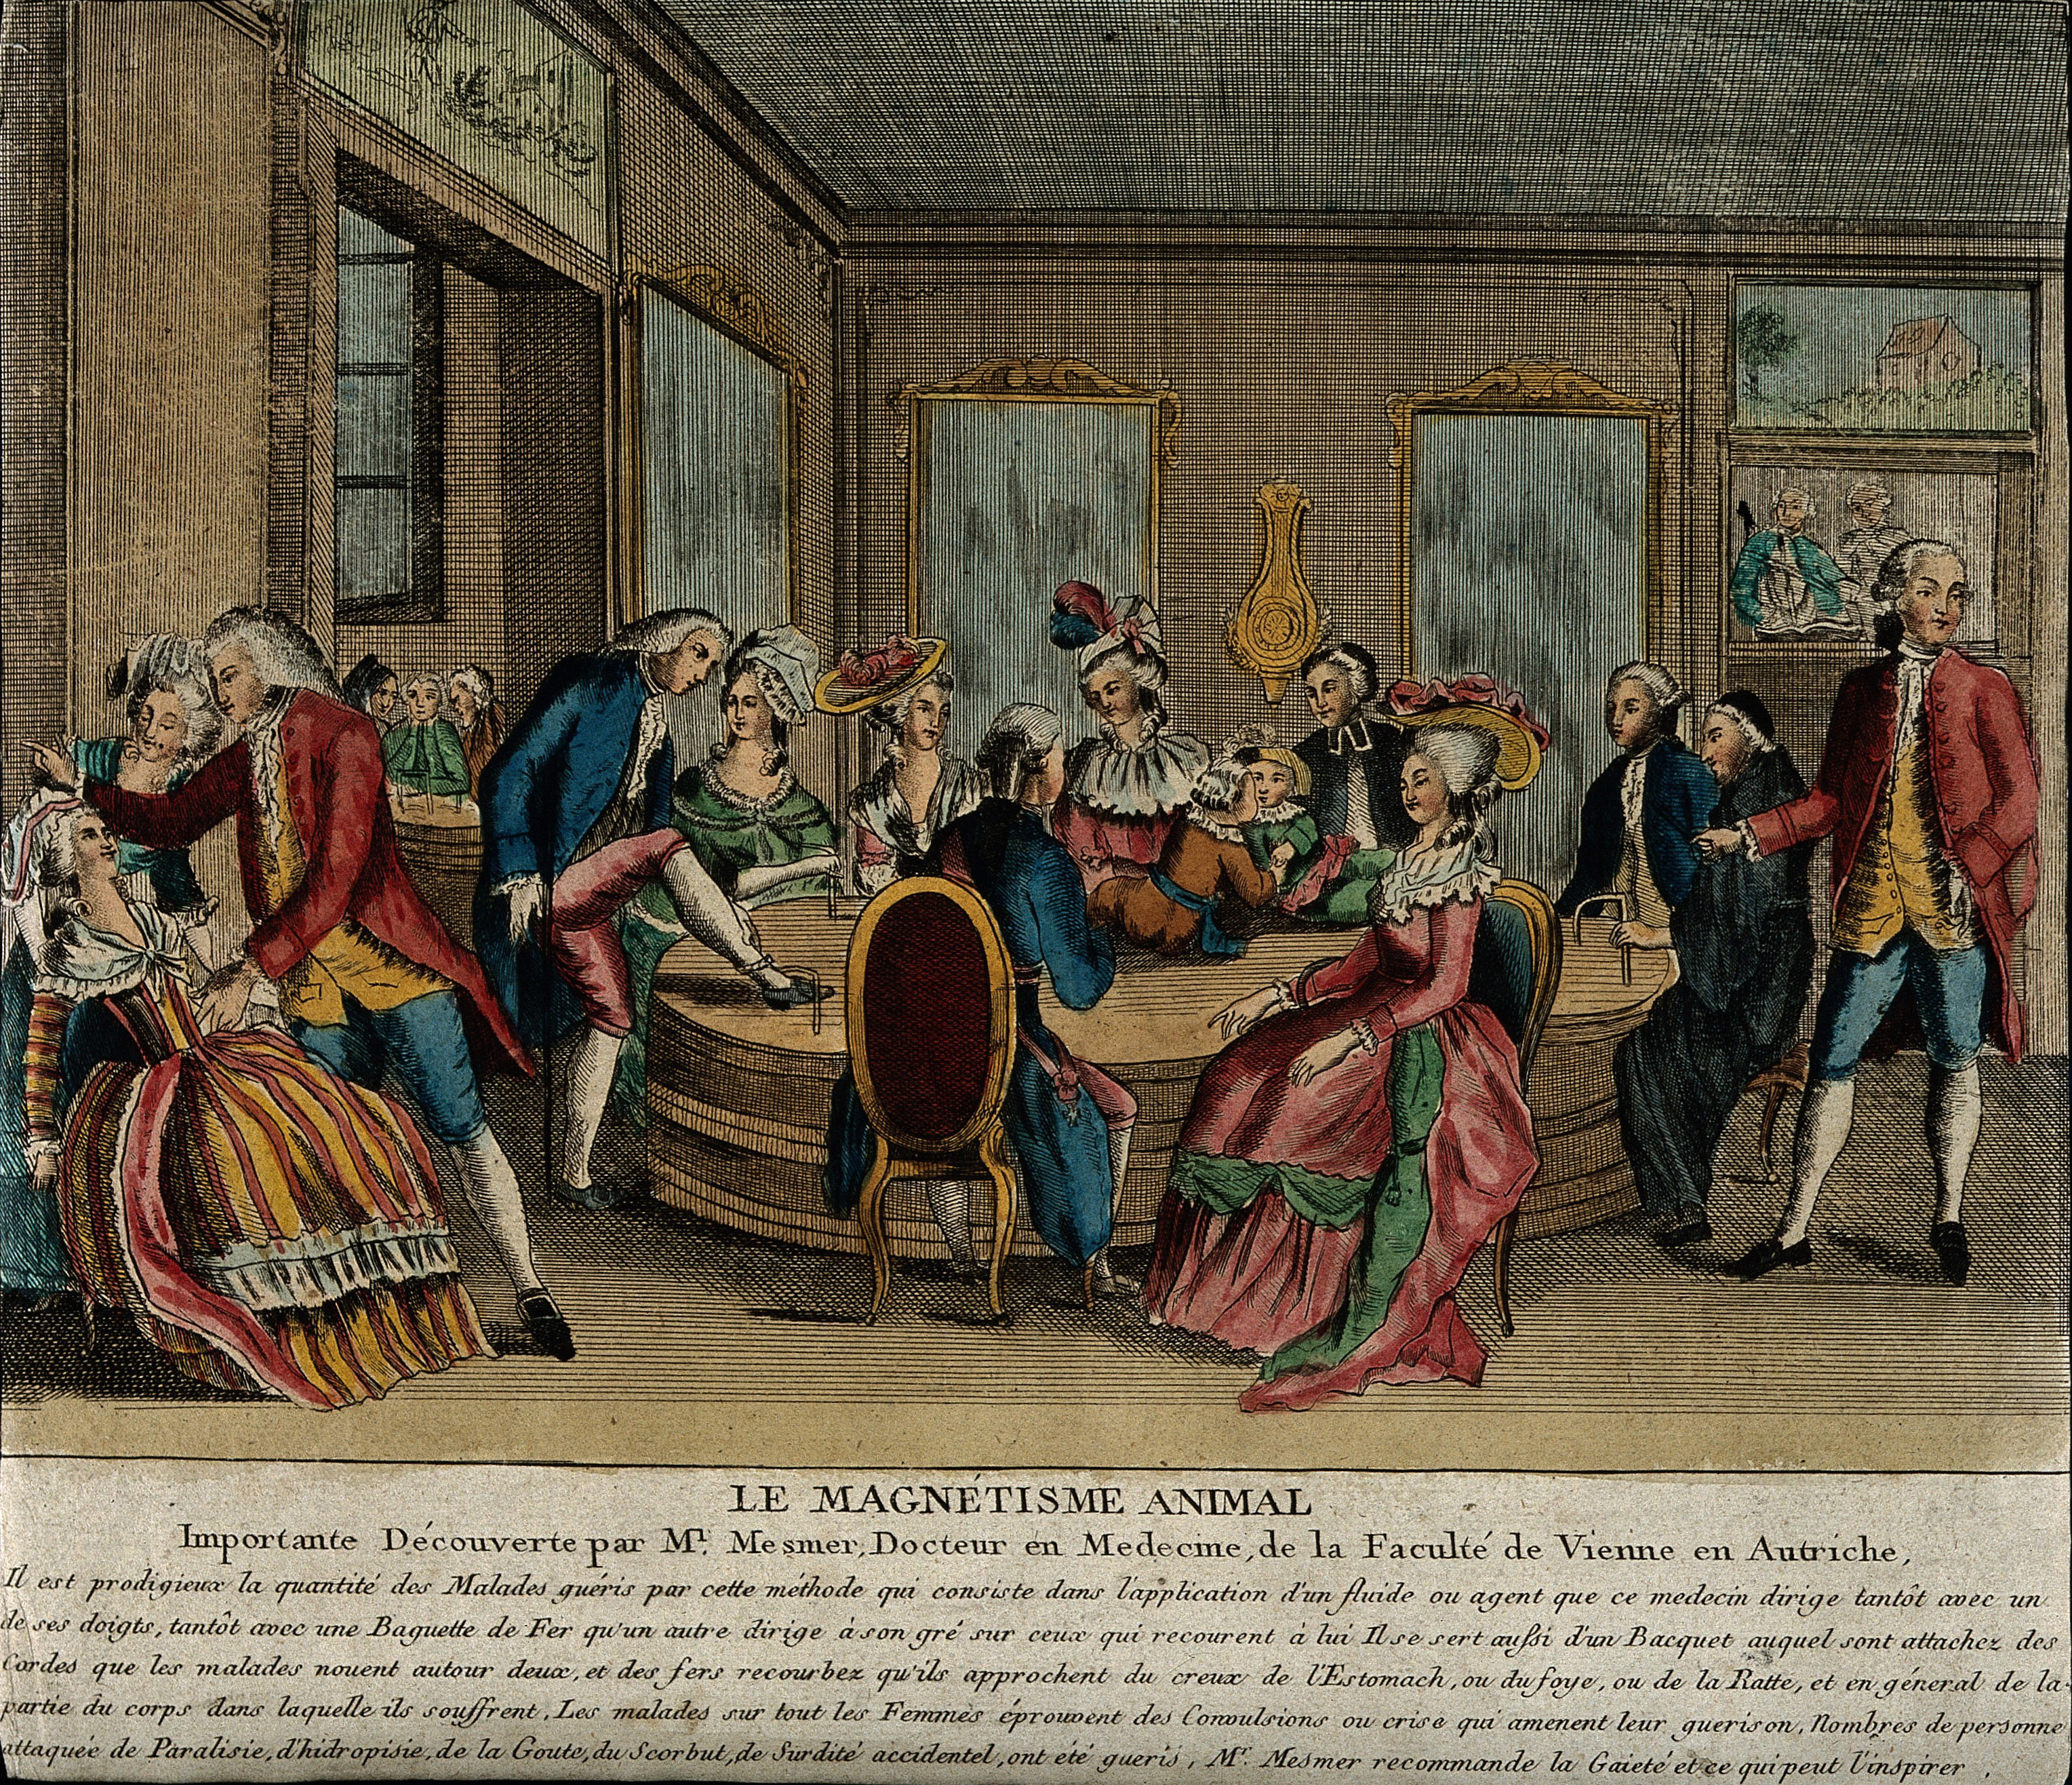 LE MAGNÉTISME ANIMAL
Importante Découverte par Mr. Mesmer, Docteur en Medecine, de la Faculté de Vienne en Autriche,
Il est prodigieux la quantité des Malades guéris par cette méthode qui consiste dans l'application d'un fluide ou agent que ce medecin dirige tantôt avec un
de ses doigts, tantôt avec une Baguette de Fer qu'un autre dirige à son gré sur ceux qui recourent à lui Il se sert aussi d'un Bacquet auquel sont attachez des
Cordes que les malades nouent autour deux, et des fers recourbez qu'ils approchent du creux de l'Estomach, ou du foye, ou de la Ratte, et en géneral de la
partie du corps dans laquelle ils souffrent, Les malades sur tout les Femmes éprouvent des Convulsions ou crise qui amenent leur guerison, Nombres de personne
attaquée de Paralisie, d'hidropisie, de la Goute, du Scorbut, de Surdité accidentel, ont été gueris, Mr. Mesmer recommande la Gaieté et ce qui peut l'inspirer.